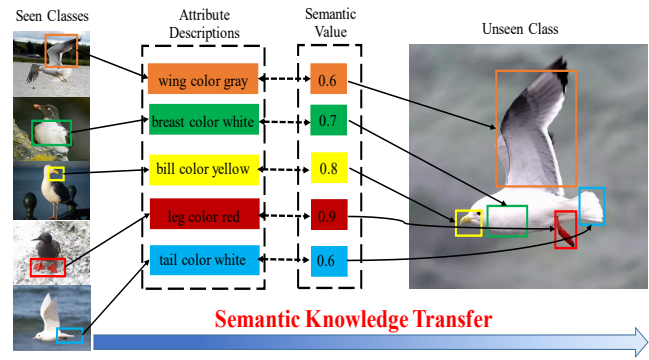 Seen Classes
Attribute
Descriptions
Semantic
Value
Unseen Class
wing color gray
0.6
breast color white
0.7
bill color yellow
0.8
leg color red
0.9
tail color white
0.6
Semantic Knowledge Transfer